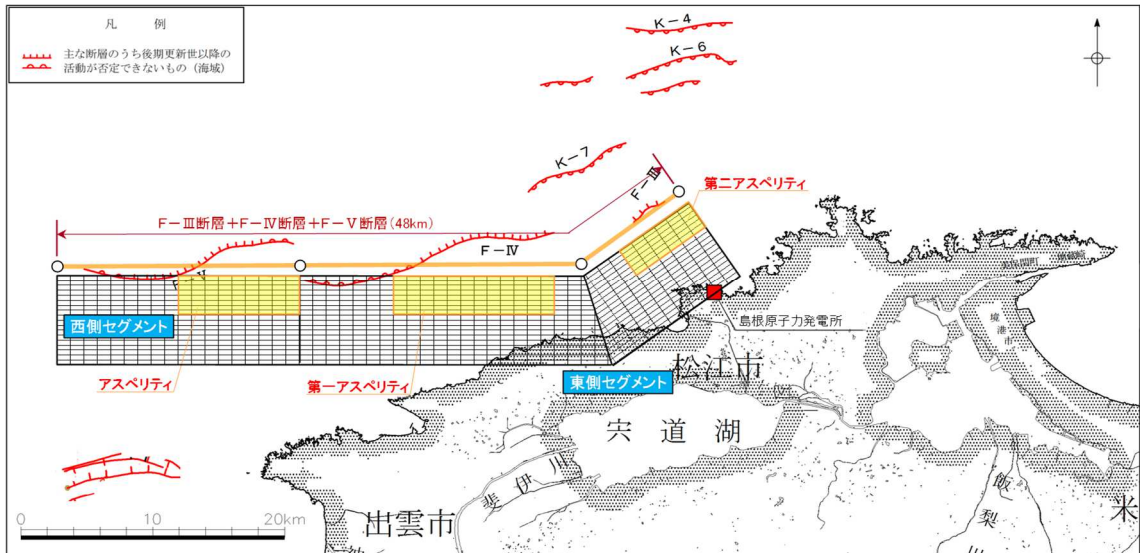 凡 例
主な断層のうち後期更新世以降の
活動が否定できないもの（海域）
K－4
K－6
K－7
F－Ⅲ
第二アスペリティ
F－Ⅲ断層＋F－Ⅳ断層＋F－Ⅴ断層(48km)
F－Ⅳ
西側セグメント
島根原子力発電所
境港市
アスペリティ
第一アスペリティ
東側セグメント
松江市
宍道湖
斐伊川
飯梨川
出雲市
米
0 10 20km